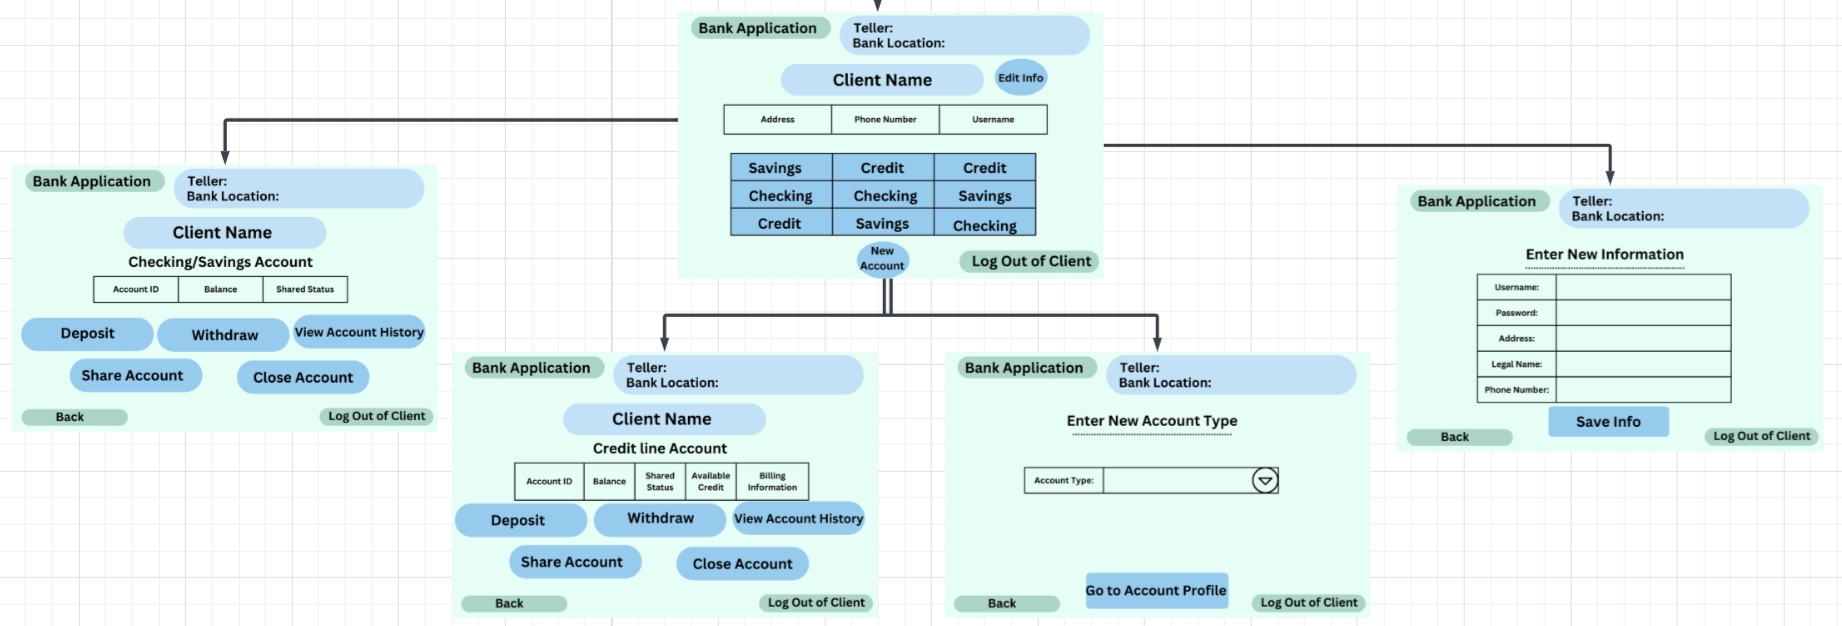 Bank Application
Teller:
Bank Location:
Client Name
Edit Info
Address
Phone Number
Username
Savings
Credit
Credit
Checking
Checking
Savings
Credit
Savings
Checking
New
Account
Log Out of Client
Bank Application
Teller:
Bank Location:
Client Name
Checking/Savings Account
Account ID
Balance
Shared Status
Deposit
Withdraw
View Account History
Share Account
Close Account
Back
Log Out of Client
Bank Application
Teller:
Bank Location:
Client Name
Credit line Account
Account ID
Balance
Shared
Status
Available
Credit
Billing
Information
Deposit
Withdraw
View Account History
Share Account
Close Account
Back
Log Out of Client
Bank Application
Teller:
Bank Location:
Enter New Account Type
Account Type:
Go to Account Profile
Back
Log Out of Client
Bank Application
Teller:
Bank Location:
Enter New Information
Username:
Password:
Address:
Legal Name:
Phone Number:
Save Info
Back
Log Out of Client